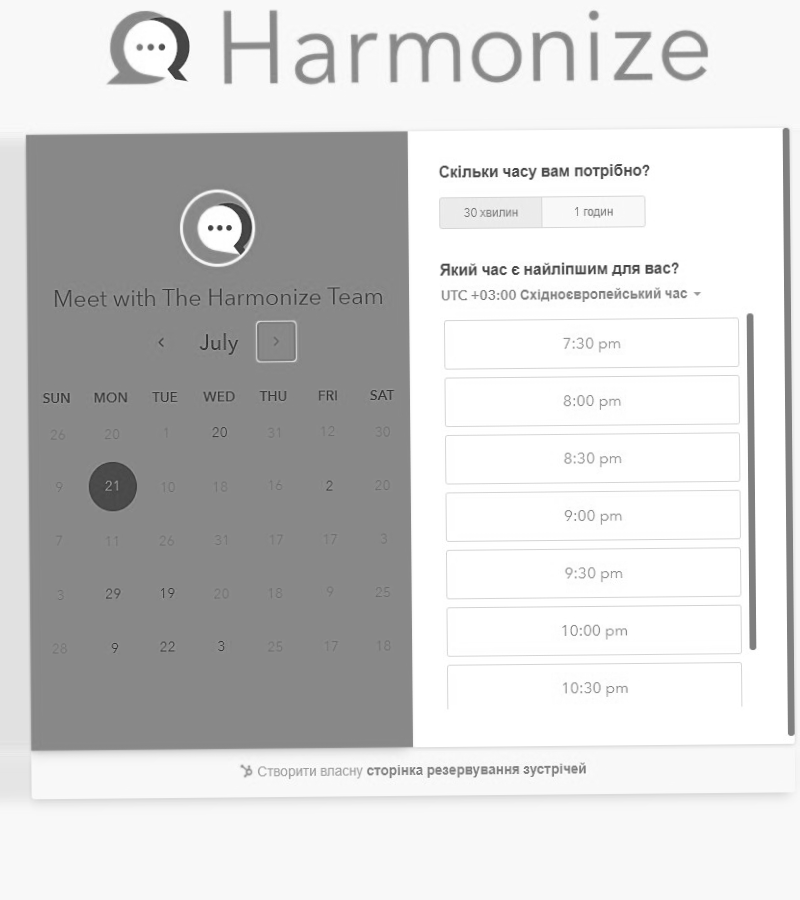 Harmonize
Meet with The Harmonize Team
July
SUN MON TUE WED THU FRI SAT
26 20 1 20 31 12 30
9 21 10 18 16 2 20
7 11 26 31 17 17 3
3 29 19 20 18 9 25
28 9 22 3 25 17 18
Скільки часу вам потрібно?
30 хвилин 1 годин
Який час є найліпшим для вас?
UTC +03:00 Східноєвропейський час
7:30 pm
8:00 pm
8:30 pm
9:00 pm
9:30 pm
10:00 pm
10:30 pm
Створити власну сторінка резервування зустрічей